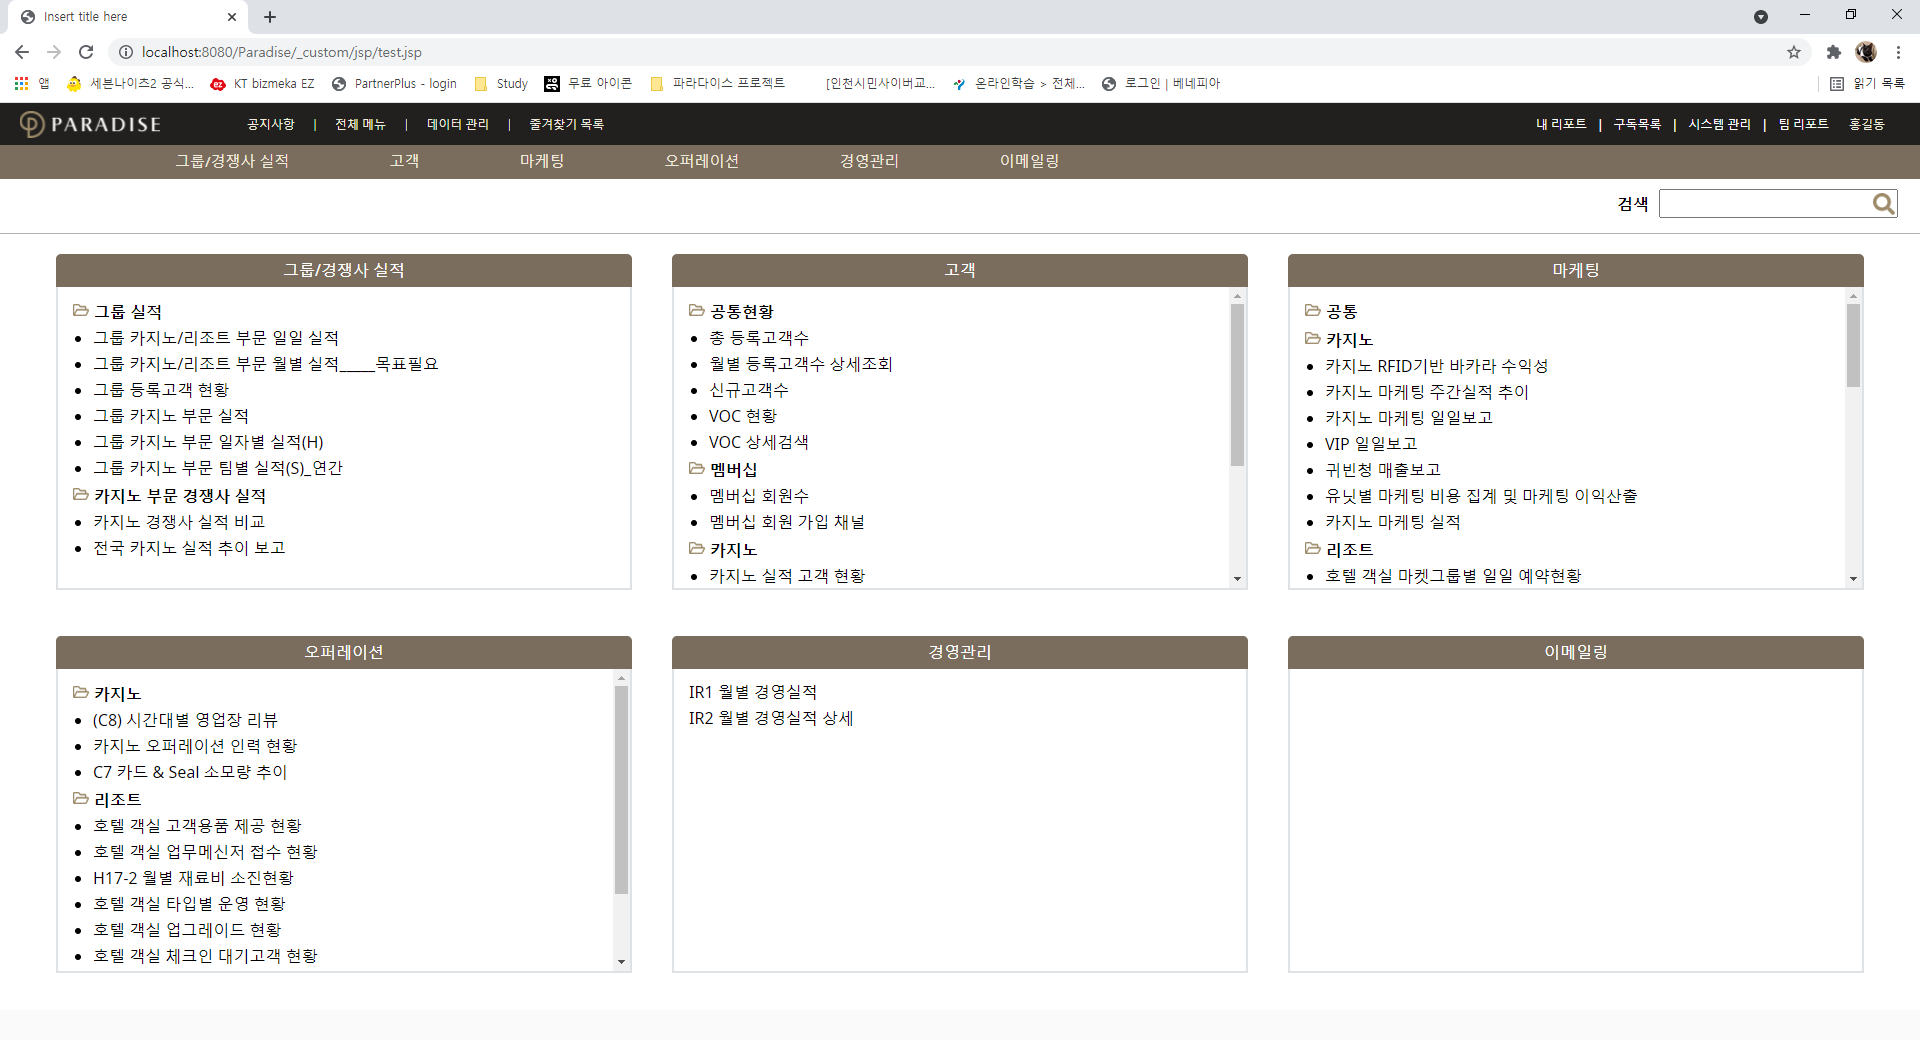 Insert title here
localhost:8080/Paradise/_custom/jsp/test.jsp
앱 세븐나이츠2 공식... KT bizmeka EZ PartnerPlus - login Study 무료 아이콘 파라다이스 프로젝트 [인천시민사이버교... 온라인학습 > 전체... 로그인 | 베네피아 읽기 목록
PARADISE 공지사항 | 전체 메뉴 | 데이터 관리 | 즐겨찾기 목록 내 리포트 | 구독목록 | 시스템 관리 | 팀 리포트 홍길동
그룹/경쟁사 실적 고객 마케팅 오퍼레이션 경영관리 이메일링
검색
그룹/경쟁사 실적
그룹 실적
그룹 카지노/리조트 부문 일일 실적
그룹 카지노/리조트 부문 월별 실적_____목표필요
그룹 등록고객 현황
그룹 카지노 부문 실적
그룹 카지노 부문 일자별 실적(H)
그룹 카지노 부문 팀별 실적(S)_연간
카지노 부문 경쟁사 실적
카지노 경쟁사 실적 비교
전국 카지노 실적 추이 보고
고객
공통현황
총 등록고객수
월별 등록고객수 상세조회
신규고객수
VOC 현황
VOC 상세검색
멤버십
멤버십 회원수
멤버십 회원 가입 채널
카지노
카지노 실적 고객 현황
마케팅
공통
카지노
카지노 RFID기반 바카라 수익성
카지노 마케팅 주간실적 추이
카지노 마케팅 일일보고
VIP 일일보고
귀빈청 매출보고
유닛별 마케팅 비용 집계 및 마케팅 이익산출
카지노 마케팅 실적
리조트
호텔 객실 마켓그룹별 일일 예약현황
오퍼레이션
카지노
(C8) 시간대별 영업장 리뷰
카지노 오퍼레이션 인력 현황
C7 카드 & Seal 소모량 추이
리조트
호텔 객실 고객용품 제공 현황
호텔 객실 업무메신저 접수 현황
H17-2 월별 재료비 소진현황
호텔 객실 타입별 운영 현황
호텔 객실 업그레이드 현황
호텔 객실 체크인 대기고객 현황
경영관리
IR1 월별 경영실적
IR2 월별 경영실적 상세
이메일링